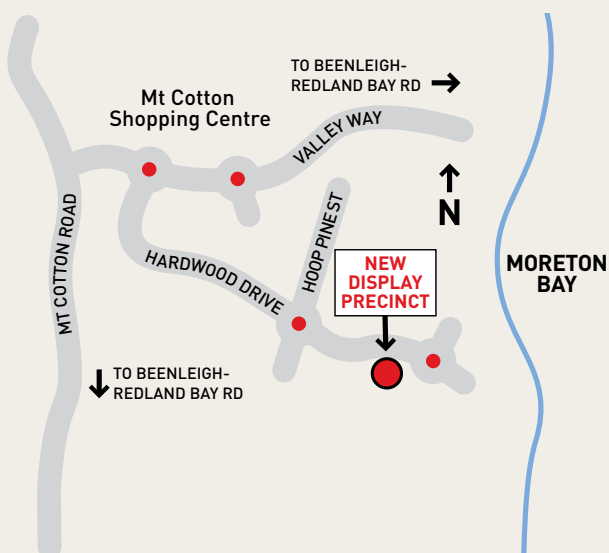 TO BEENLEIGH-
REDLAND BAY RD
Mt Cotton
Shopping Centre
VALLEY WAY
N
MT COTTON ROAD
HARDWOOD DRIVE
HOOP PINE ST
NEW
DISPLAY
PRECINCT
MORETON
BAY
TO BEENLEIGH-
REDLAND BAY RD